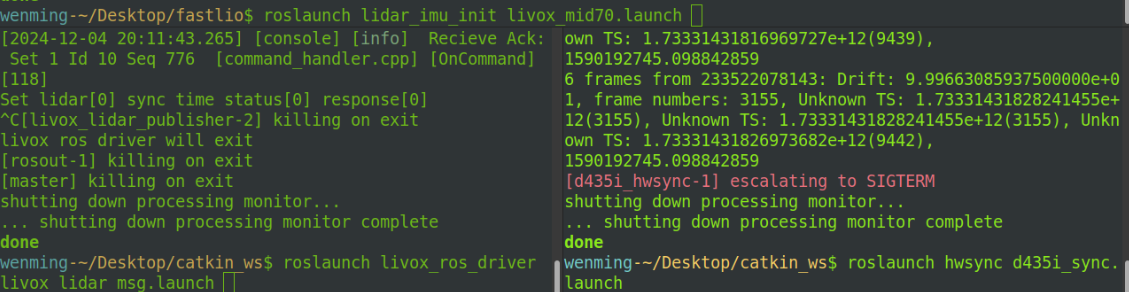 done
wenming-~/Desktop/fastlio$ roslaunch lidar_imu_init livox_mid70.launch
[2024-12-04 20:11:43.265] [console] [info]  Recieve Ack:
 Set 1 Id 10 Seq 776  [command_handler.cpp] [OnCommand]
[118]
Set lidar[0] sync time status[0] response[0]
^C[livox_lidar_publisher-2] killing on exit
livox ros driver will exit
[rosout-1] killing on exit
[master] killing on exit
shutting down processing monitor...
... shutting down processing monitor complete
done
wenming-~/Desktop/catkin_ws$ roslaunch livox_ros_driver
livox_lidar_msg.launch
own TS: 1.73331431816969727e+12(9439),
1590192745.098842859
6 frames from 233522078143: Drift: 9.99663085937500000e+0
1, frame numbers: 3155, Unknown TS: 1.73331431828241455e+
12(3155), Unknown TS: 1.73331431828241455e+12(3155), Unkn
own TS: 1.73331431826973682e+12(9442),
1590192745.098842859
[d435i_hwsync-1] escalating to SIGTERM
shutting down processing monitor...
... shutting down processing monitor complete
done
wenming-~/Desktop/catkin_ws$ roslaunch hwsync d435i_sync.
launch